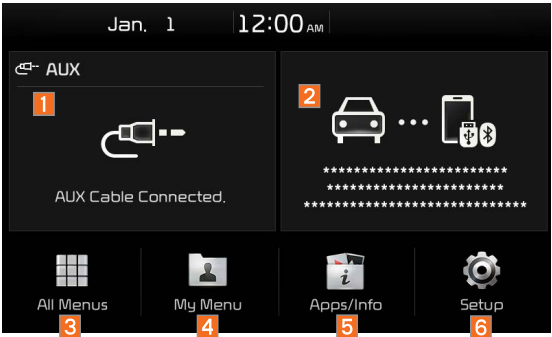 Jan. 1 12:00 AM
AUX
1
2
AUX Cable Connected.
************************
***********************
*****************************
All Menus My Menu Apps/Info Setup
3 4 5 6